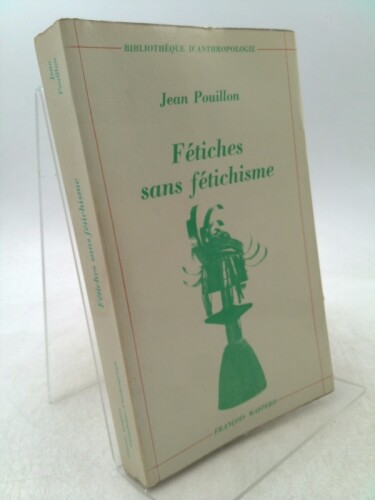 BIBLIOTHÈQUE D'ANTHROPOLOGIE
Jean Pouillon
Fétiches
sans fétichisme
FRANÇOIS MASPERO
Jean
Pouillon
Fétiches sans fétichisme